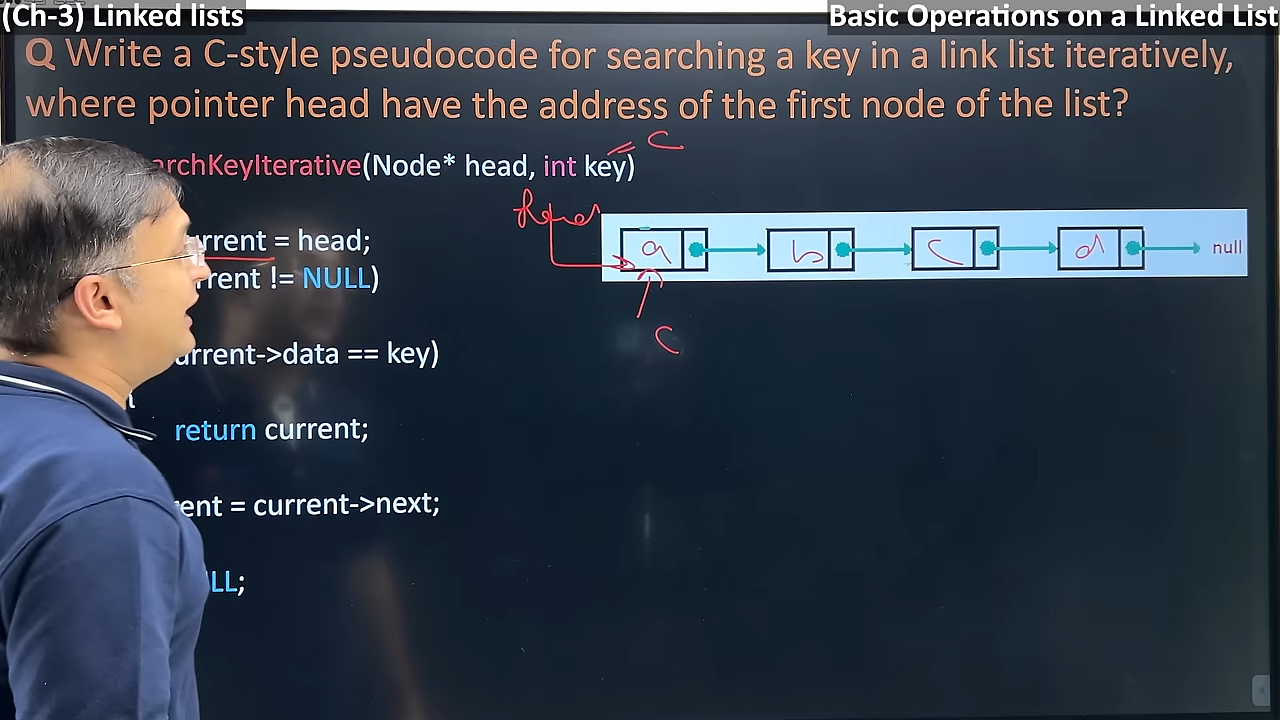 (Ch-3) Linked lists
Basic Operations on a Linked List
Q Write a C-style pseudocode for searching a key in a link list iteratively,
where pointer head have the address of the first node of the list?
archKeyIterative(Node* head, int key)
C
urrent = head;
a b c d null
rrent != NULL)
C
urrent->data == key)
return current;
rent = current->next;
LL;